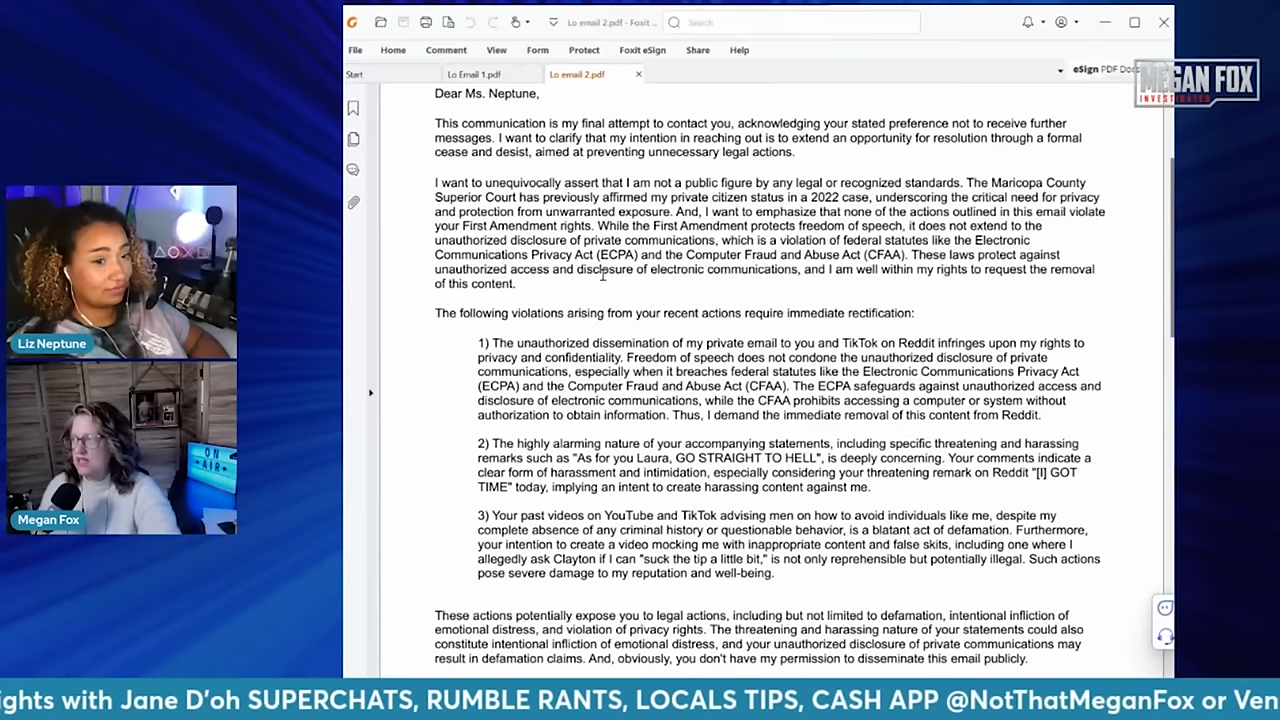 Lo email 2.pdf - Foxit ...
Search
File Home Comment View Form Protect Foxit eSign Share Help
Start
Lo Email 1.pdf
Lo email 2.pdf
eSign PDF Docs
MEGAN FOX
INVESTIGATES
Dear Ms. Neptune,
This communication is my final attempt to contact you, acknowledging your stated preference not to receive further
messages. I want to clarify that my intention in reaching out is to extend an opportunity for resolution through a formal
cease and desist, aimed at preventing unnecessary legal actions.
I want to unequivocally assert that I am not a public figure by any legal or recognized standards. The Maricopa County
Superior Court has previously affirmed my private citizen status in a 2022 case, underscoring the critical need for privacy
and protection from unwarranted exposure. And, I want to emphasize that none of the actions outlined in this email violate
your First Amendment rights. While the First Amendment protects freedom of speech, it does not extend to the
unauthorized disclosure of private communications, which is a violation of federal statutes like the Electronic
Communications Privacy Act (ECPA) and the Computer Fraud and Abuse Act (CFAA). These laws protect against
unauthorized access and disclosure of electronic communications, and I am well within my rights to request the removal
of this content.
The following violations arising from your recent actions require immediate rectification:
1) The unauthorized dissemination of my private email to you and TikTok on Reddit infringes upon my rights to
privacy and confidentiality. Freedom of speech does not condone the unauthorized disclosure of private
communications, especially when it breaches federal statutes like the Electronic Communications Privacy Act
(ECPA) and the Computer Fraud and Abuse Act (CFAA). The ECPA safeguards against unauthorized access and
disclosure of electronic communications, while the CFAA prohibits accessing a computer or system without
authorization to obtain information. Thus, I demand the immediate removal of this content from Reddit.
2) The highly alarming nature of your accompanying statements, including specific threatening and harassing
remarks such as "As for you Laura, GO STRAIGHT TO HELL", is deeply concerning. Your comments indicate a
clear form of harassment and intimidation, especially considering your threatening remark on Reddit "[I] GOT
TIME" today, implying an intent to create harassing content against me.
3) Your past videos on YouTube and TikTok advising men on how to avoid individuals like me, despite my
complete absence of any criminal history or questionable behavior, is a blatant act of defamation. Furthermore,
your intention to create a video mocking me with inappropriate content and false skits, including one where I
allegedly ask Clayton if I can "suck the tip a little bit," is not only reprehensible but potentially illegal. Such actions
pose severe damage to my reputation and well-being.
These actions potentially expose you to legal actions, including but not limited to defamation, intentional infliction of
emotional distress, and violation of privacy rights. The threatening and harassing nature of your statements could also
constitute intentional infliction of emotional distress, and your unauthorized disclosure of private communications may
result in defamation claims. And, obviously, you don't have my permission to disseminate this email publicly.
Liz Neptune
ON
-AIR-
Megan Fox
ights with Jane D'oh SUPERCHATS, RUMBLE RANTS, LOCALS TIPS, CASH APP @NotThatMeganFox or Ven